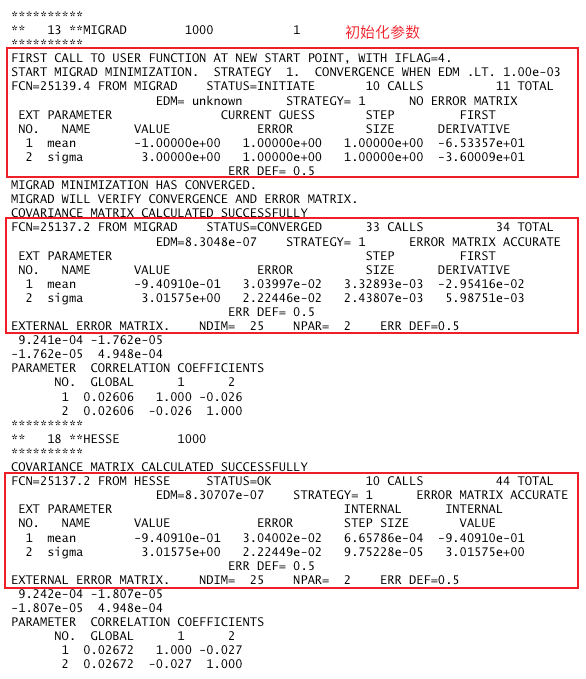 **********
**   13 **MIGRAD        1000           1   初始化参数
**********
FIRST CALL TO USER FUNCTION AT NEW START POINT, WITH IFLAG=4.
START MIGRAD MINIMIZATION.  STRATEGY  1.  CONVERGENCE WHEN EDM .LT. 1.00e-03
FCN=25139.4 FROM MIGRAD    STATUS=INITIATE       10 CALLS          11 TOTAL
                    EDM= unknown      STRATEGY= 1      NO ERROR MATRIX
 EXT PARAMETER               CURRENT GUESS       STEP         FIRST
 NO.   NAME      VALUE            ERROR          SIZE      DERIVATIVE
  1  mean        -1.00000e+00   1.00000e+00   1.00000e+00  -6.53357e+01
  2  sigma        3.00000e+00   1.00000e+00   1.00000e+00  -3.60009e+01
                              ERR DEF= 0.5
MIGRAD MINIMIZATION HAS CONVERGED.
MIGRAD WILL VERIFY CONVERGENCE AND ERROR MATRIX.
COVARIANCE MATRIX CALCULATED SUCCESSFULLY
FCN=25137.2 FROM MIGRAD    STATUS=CONVERGED      33 CALLS          34 TOTAL
                    EDM=8.3048e-07    STRATEGY= 1      ERROR MATRIX ACCURATE
 EXT PARAMETER                                   STEP         FIRST
 NO.   NAME      VALUE            ERROR          SIZE      DERIVATIVE
  1  mean        -9.40910e-01   3.03997e-02   3.32893e-03  -2.95416e-02
  2  sigma        3.01575e+00   2.22446e-02   2.43807e-03   5.98751e-03
                              ERR DEF= 0.5
EXTERNAL ERROR MATRIX.    NDIM=  25    NPAR=  2    ERR DEF=0.5
 9.241e-04 -1.762e-05
-1.762e-05  4.948e-04
PARAMETER  CORRELATION COEFFICIENTS
      NO.  GLOBAL      1      2
       1  0.02606   1.000 -0.026
       2  0.02606  -0.026  1.000
**********
**   18 **HESSE        1000
**********
COVARIANCE MATRIX CALCULATED SUCCESSFULLY
FCN=25137.2 FROM HESSE     STATUS=OK             10 CALLS          44 TOTAL
                    EDM=8.30707e-07    STRATEGY= 1      ERROR MATRIX ACCURATE
 EXT PARAMETER                                INTERNAL      INTERNAL
 NO.   NAME      VALUE            ERROR       STEP SIZE       VALUE
  1  mean        -9.40910e-01   3.04002e-02   6.65786e-04  -9.40910e-01
  2  sigma        3.01575e+00   2.22449e-02   9.75228e-05   3.01575e+00
                              ERR DEF= 0.5
EXTERNAL ERROR MATRIX.    NDIM=  25    NPAR=  2    ERR DEF=0.5
 9.242e-04 -1.807e-05
-1.807e-05  4.948e-04
PARAMETER  CORRELATION COEFFICIENTS
      NO.  GLOBAL      1      2
       1  0.02672   1.000 -0.027
       2  0.02672  -0.027  1.000